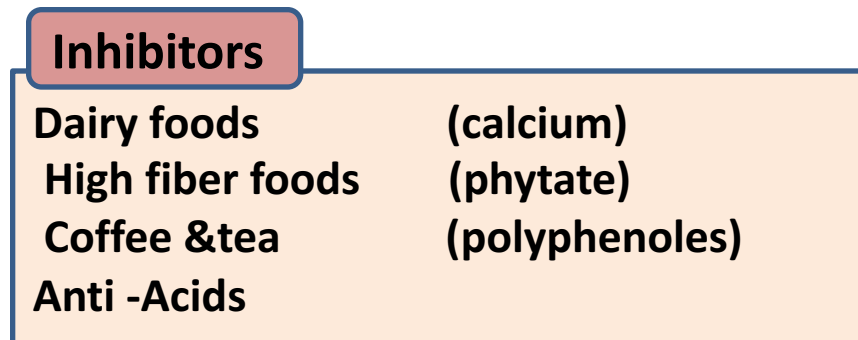 Inhibitors
Dairy foods (calcium)
High fiber foods (phytate)
Coffee &tea (polyphenoles)
Anti -Acids